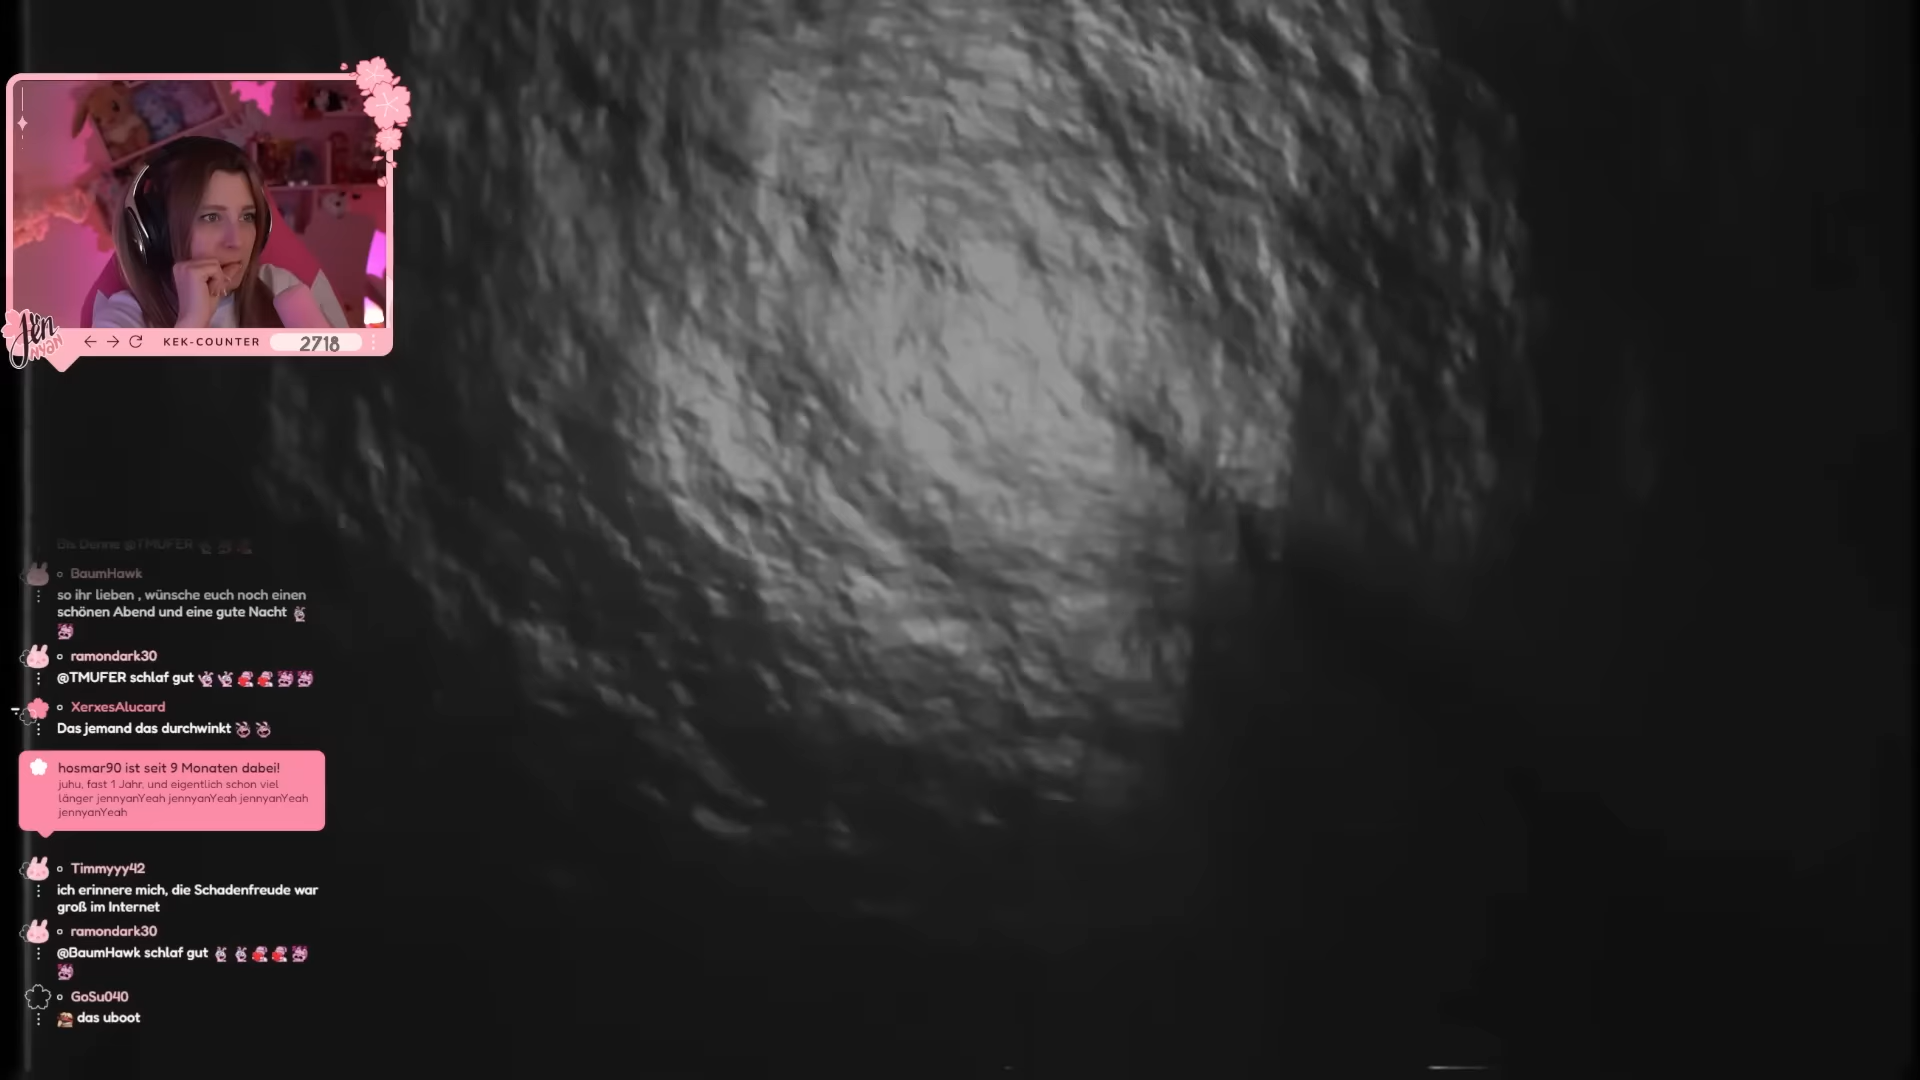 Jen
nyan
KEK-COUNTER 2718
Bis Denne @TMUFER
BaumHawk
so ihr lieben , wünsche euch noch einen
schönen Abend und eine gute Nacht
ramondark30
@TMUFER schlaf gut
XerxesAlucard
Das jemand das durchwinkt
hosmar90 ist seit 9 Monaten dabei!
juhu, fast 1 Jahr, und eigentlich schon viel
länger jennyanYeah jennyanYeah jennyanYeah
jennyanYeah
Timmyyy42
ich erinnere mich, die Schadenfreude war
groß im Internet
ramondark30
@BaumHawk schlaf gut
GoSu040
das uboot